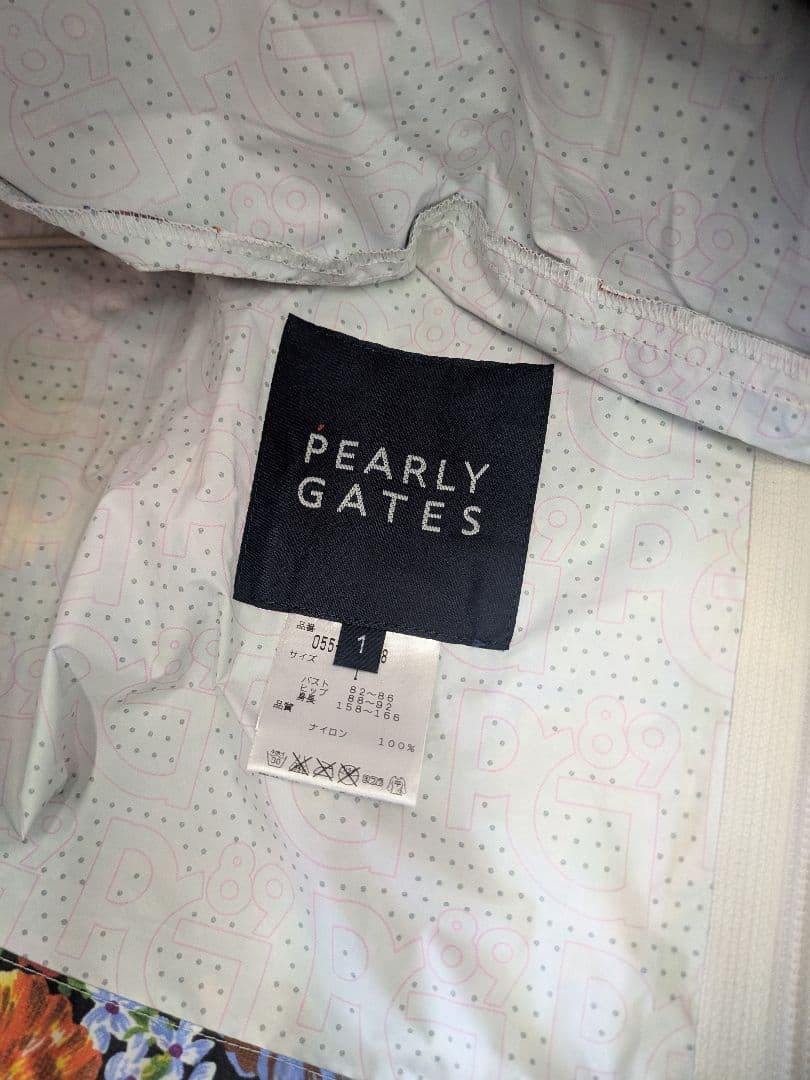 PEARLY
GATES
1
品番
055- 8
サイズ
バスト 82~86
ヒップ 88~92
身長 158~166
品質
ナイロン 100%
PG89